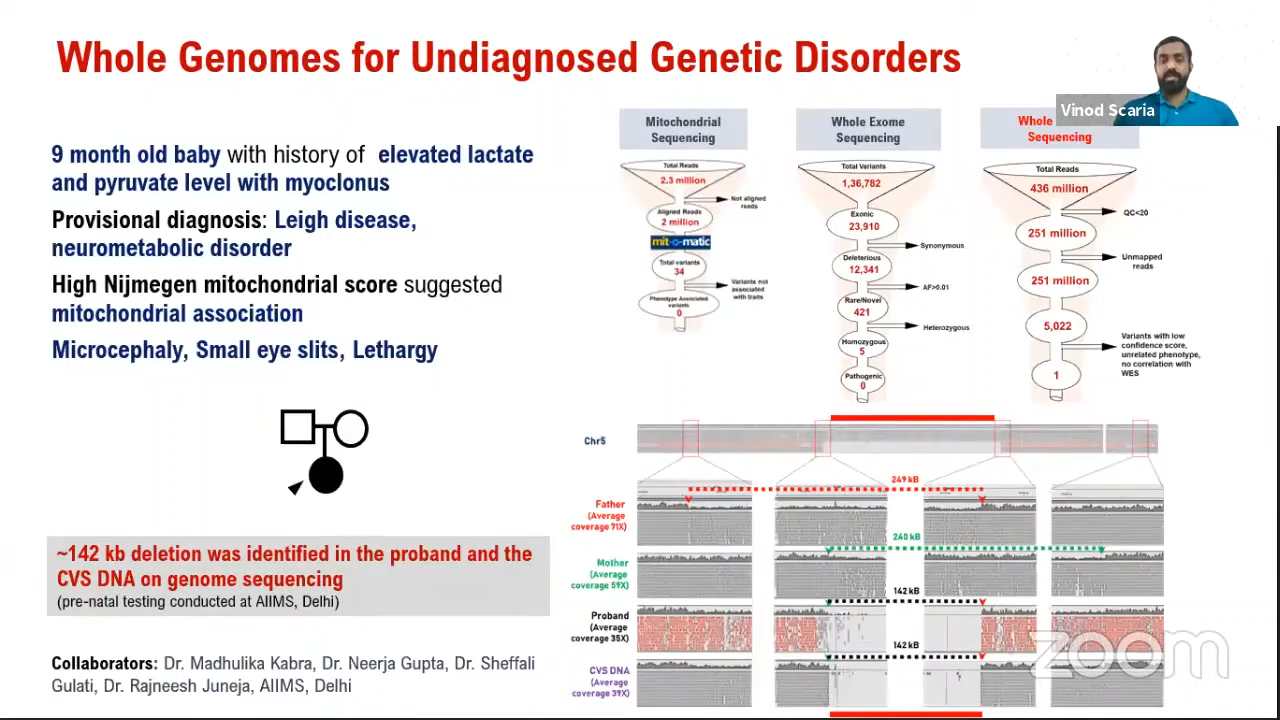 Whole Genomes for Undiagnosed Genetic Disorders
Vinod Scaria
9 month old baby with history of elevated lactate
and pyruvate level with myoclonus
Provisional diagnosis: Leigh disease,
neurometabolic disorder
High Nijmegen mitochondrial score suggested
mitochondrial association
Microcephaly, Small eye slits, Lethargy
~142 kb deletion was identified in the proband and the
CVS DNA on genome sequencing
(pre-natal testing conducted at AIIMS, Delhi)
Collaborators: Dr. Madhulika Kabra, Dr. Neerja Gupta, Dr. Sheffali
Gulati, Dr. Rajneesh Juneja, AIIMS, Delhi
Mitochondrial
Sequencing
Total Reads
2.3 million
Not aligned
reads
Aligned Reads
2 million
mit-o-matic
Total variants
34
Variants not
associated
with traits
Phenotype Associated
variants
0
Whole Exome
Sequencing
Total Variants
1,36,782
Exonic
23,910
Synonymous
Deleterious
12,341
AF>0.01
Rare/Novel
421
Heterozygous
Homozygous
5
Pathogenic
0
Whole
Sequencing
Total Reads
436 million
QC<20
251 million
Unmapped
reads
251 million
5,022
Variants with low
confidence score,
unrelated phenotype,
no correlation with
WES
1
Chr5
249 kB
Father
(Average
coverage 71X)
240 kB
Mother
(Average
coverage 59X)
142 kB
Proband
(Average
coverage 35X)
142 kB
CVS DNA
(Average
coverage 39X)
zoom